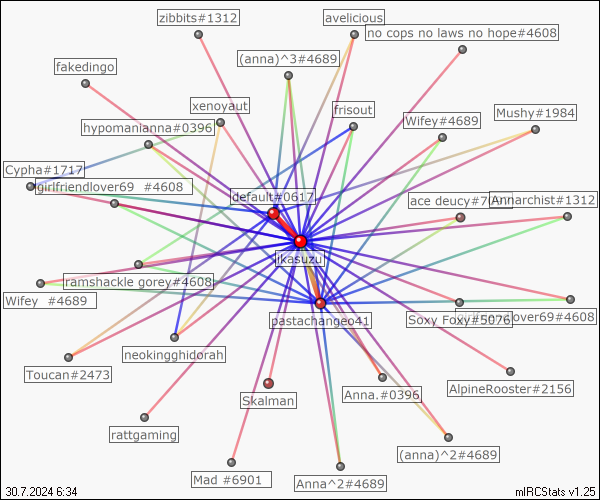 zibbits#1312
avelicious
no cops no laws no hope#4608
(anna)^3#4689
fakedingo
xenoyaut
frisout
Mushy#1984
hypomanianna#0396
Wifey#4689
Cypha#1717
girlfriendlover69 #4608
default#0617
ace deucy#7
Annarchist#1312
ikasuzu
ramshackle gorey#4608
Wifey #4689
pastachangeo41
Soxy Foxy#5076
girlfriendlover69#4608
neokingghidorah
Toucan#2473
Skalman
Anna.#0396
AlpineRooster#2156
rattgaming
(anna)^2#4689
Mad #6901
Anna^2#4689
30.7.2024 6:34
mIRCStats v1.25